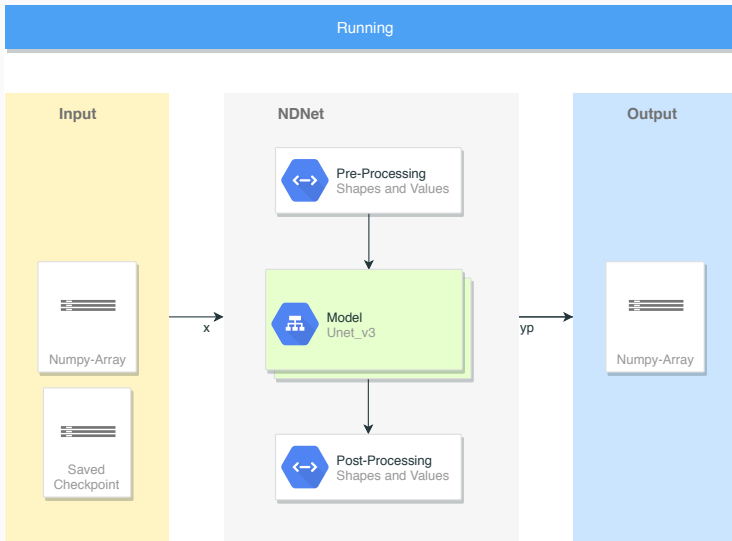 Running
Input
NDNet
Output
Pre-Processing
Shapes and Values
Model
Unet_v3
Numpy-Array
x
yp
Numpy-Array
Saved
Checkpoint
Post-Processing
Shapes and Values